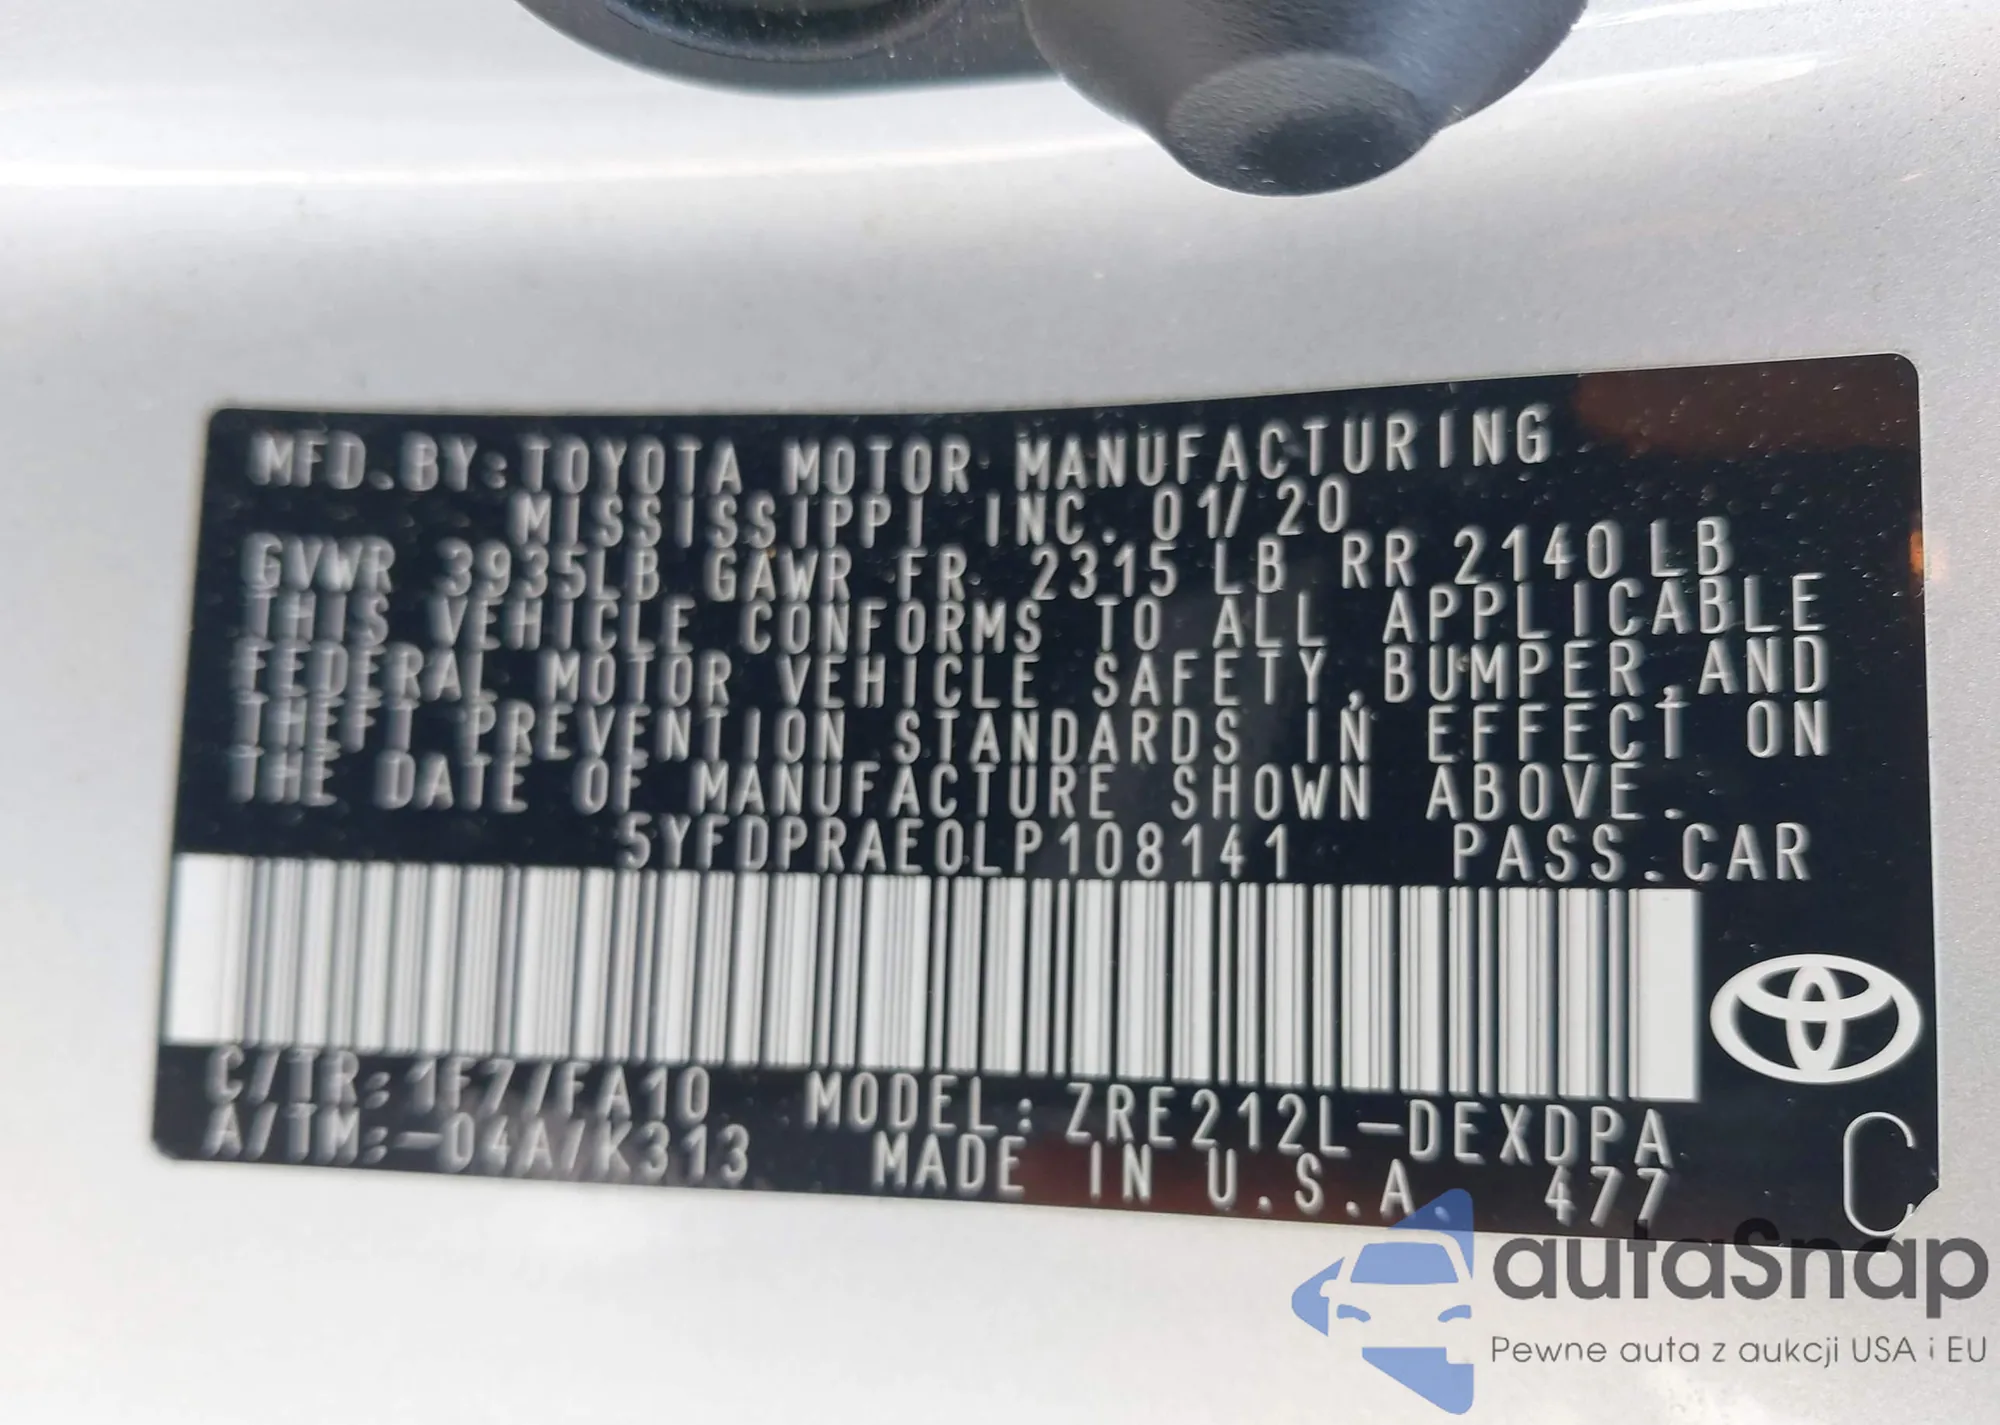 MFD.BY:TOYOTA MOTOR MANUFACTURING
MISSISSIPPI INC. 01/20
GVWR 3935LB GAWR FR 2315 LB RR 2140 LB
THIS VEHICLE CONFORMS TO ALL APPLICABLE
FEDERAL MOTOR VEHICLE SAFETY,BUMPER,AND
THEFT PREVENTION STANDARDS IN EFFECT ON
THE DATE OF MANUFACTURE SHOWN ABOVE.
5YFDPRAE0LP108141 PASS.CAR
C/TR:1F7/FA10 MODEL:ZRE212L-DEXDPA
A/TM:-04A/K313 MADE IN U.S.A. 477
C
autaSnap
Pewne auta z aukcji USA i EU